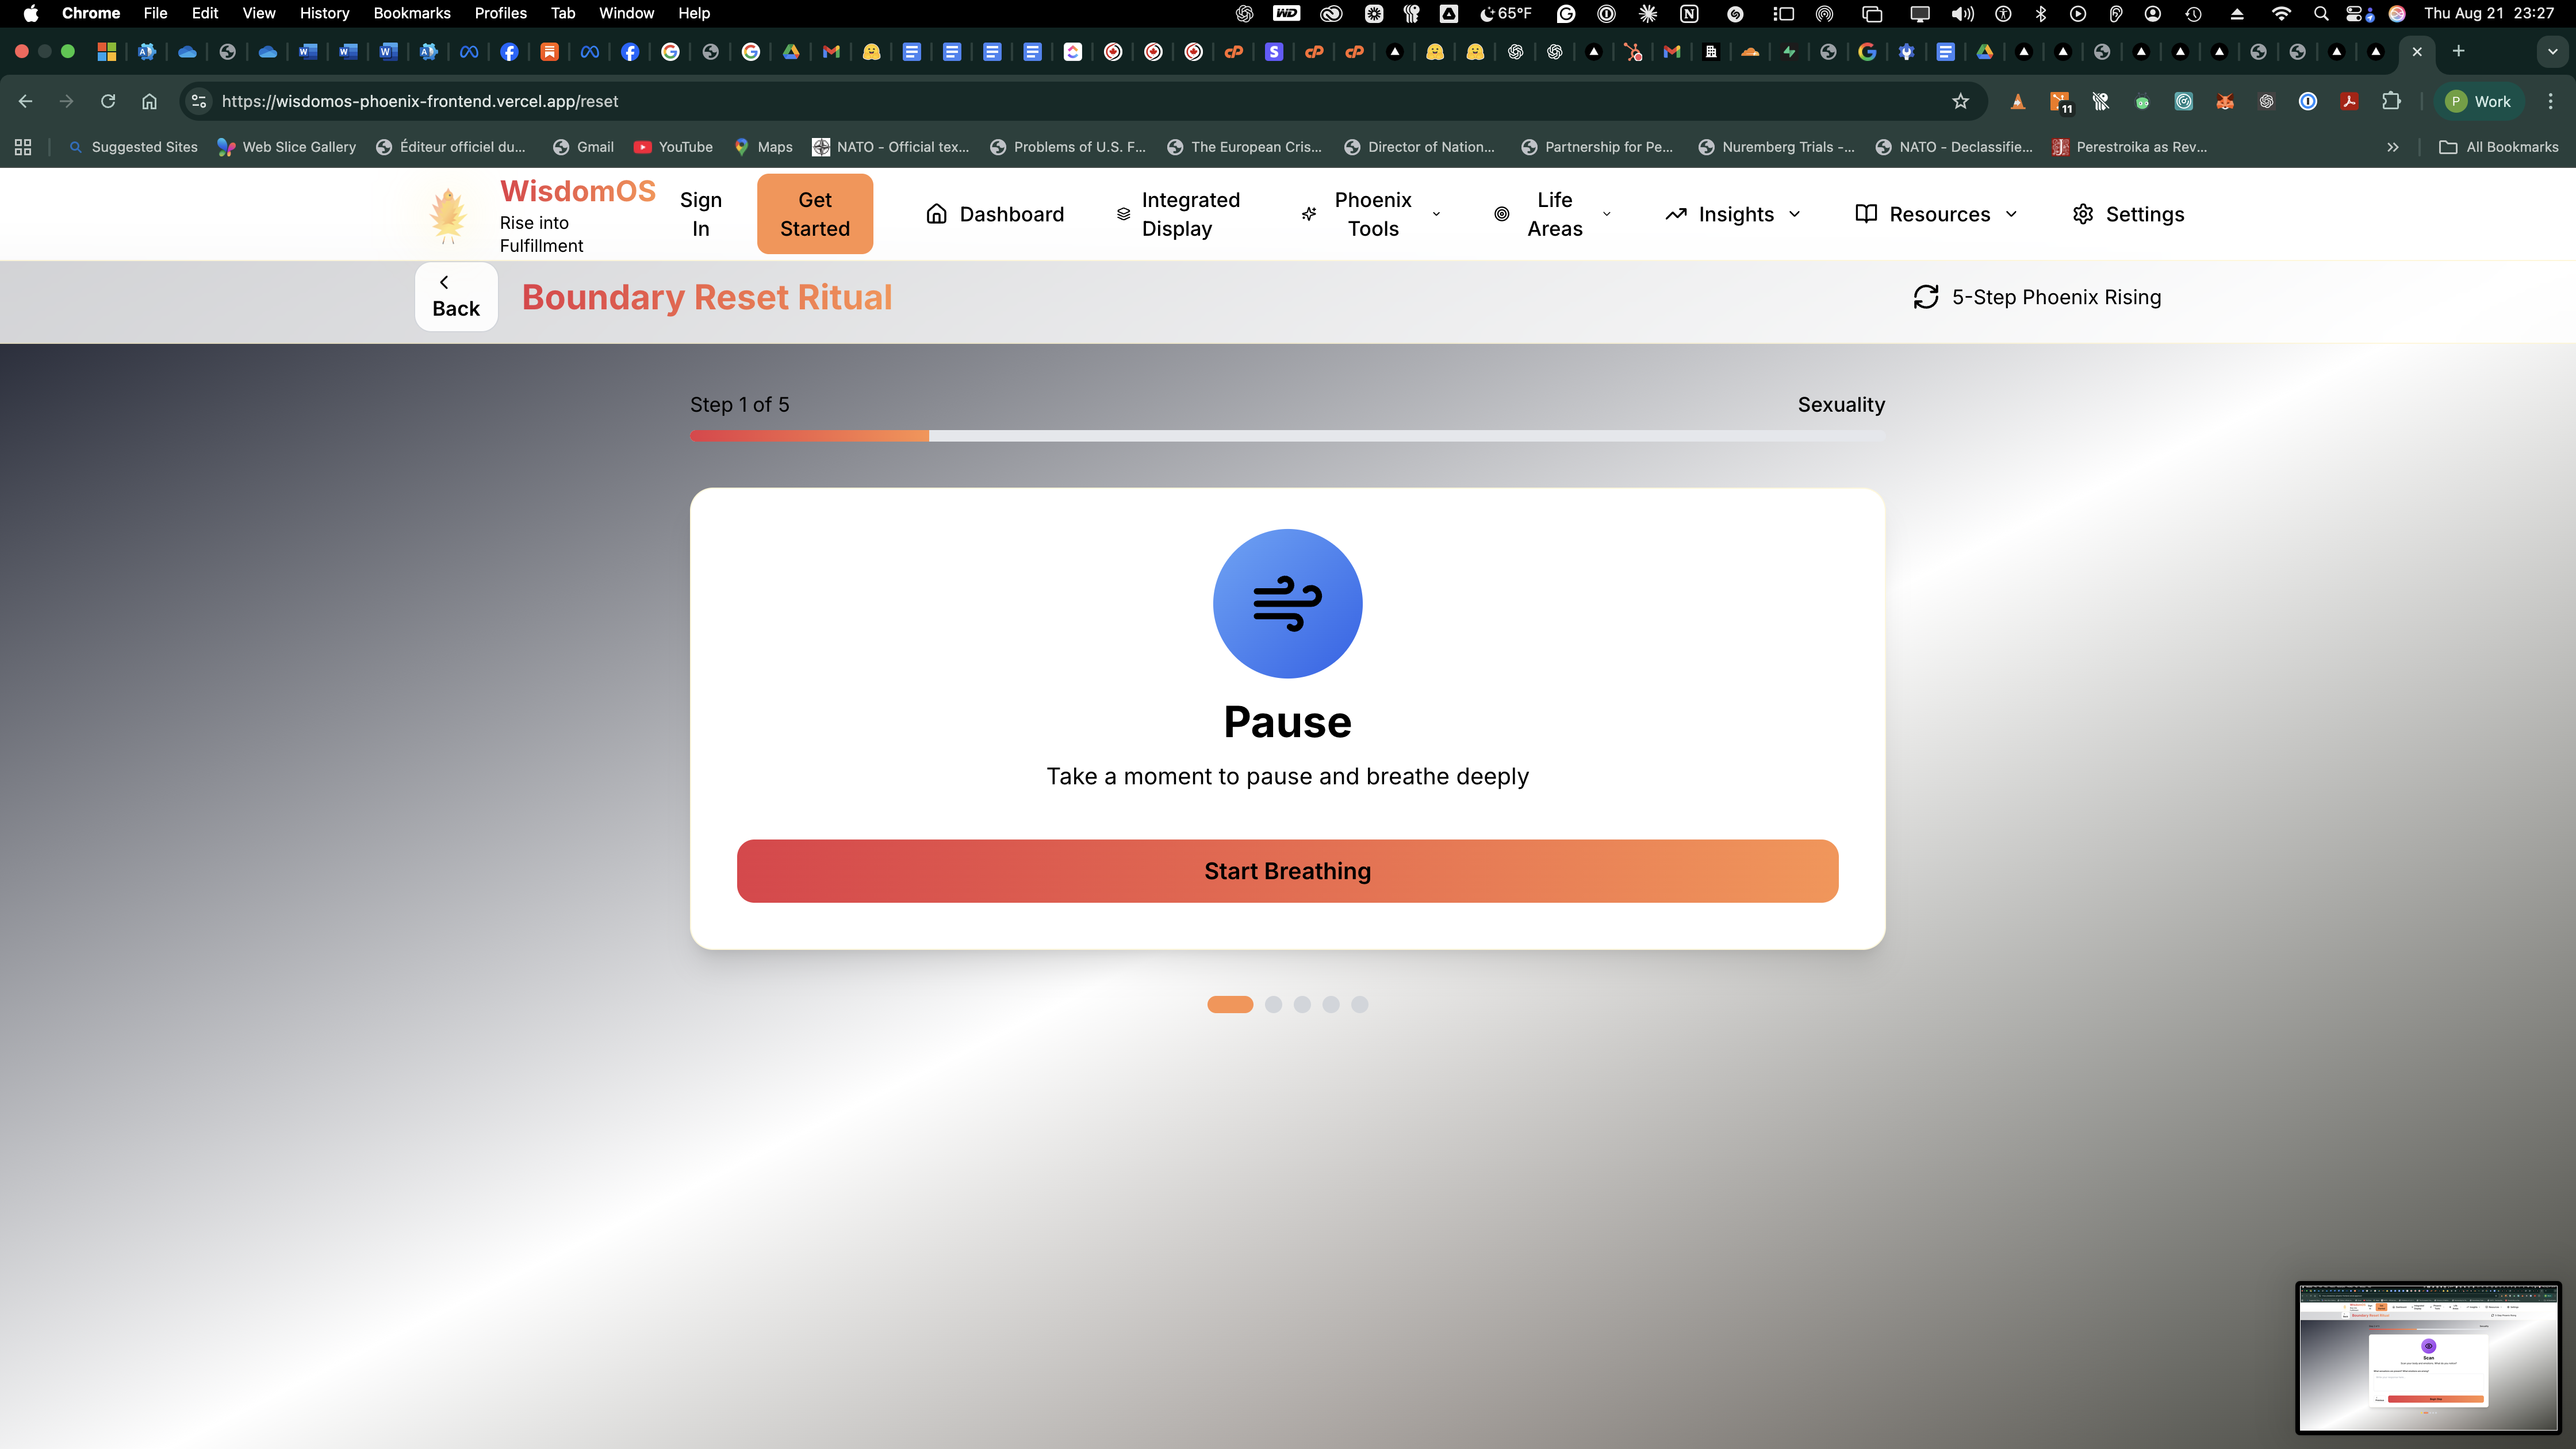 Chrome File Edit View History Bookmarks Profiles Tab Window Help 65°F Thu Aug 21 23:27
https://wisdomos-phoenix-frontend.vercel.app/reset 11 P Work
Suggested Sites Web Slice Gallery Éditeur officiel du... Gmail YouTube Maps NATO - Official tex... Problems of U.S. F... The European Cris... Director of Nation... Partnership for Pe... Nuremberg Trials -... NATO - Declassifie... Perestroika as Rev... All Bookmarks
WisdomOS
Rise into
Fulfillment
Sign
In
Get
Started
Dashboard
Integrated
Display
Phoenix
Tools
Life
Areas
Insights
Resources
Settings
Back
Boundary Reset Ritual
5-Step Phoenix Rising
Step 1 of 5
Sexuality
Pause
Take a moment to pause and breathe deeply
Start Breathing
Boundary Reset Ritual
Scan